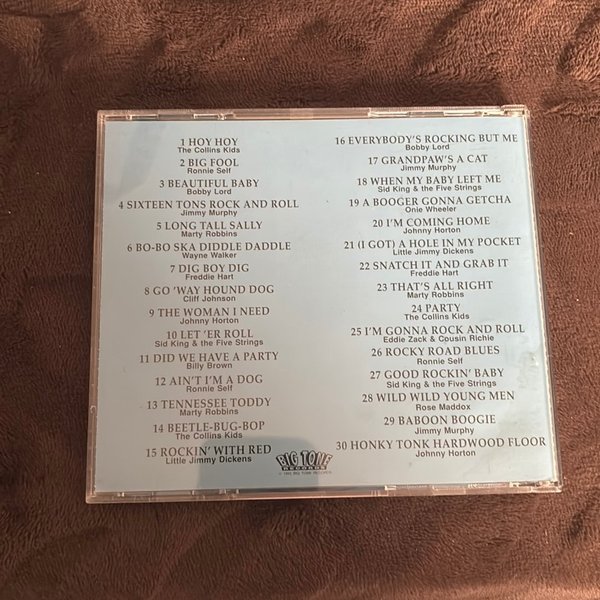 1 HOY HOY
The Collins Kids
2 BIG FOOL
Ronnie Self
3 BEAUTIFUL BABY
Bobby Lord
4 SIXTEEN TONS ROCK AND ROLL
Jimmy Murphy
5 LONG TALL SALLY
Marty Robbins
6 BO-BO SKA DIDDLE DADDLE
Wayne Walker
7 DIG BOY DIG
Freddie Hart
8 GO 'WAY HOUND DOG
Cliff Johnson
9 THE WOMAN I NEED
Johnny Horton
10 LET 'ER ROLL
Sid King & the Five Strings
11 DID WE HAVE A PARTY
Billy Brown
12 AIN'T I'M A DOG
Ronnie Self
13 TENNESSEE TODDY
Marty Robbins
14 BEETLE-BUG-BOP
The Collins Kids
15 ROCKIN' WITH RED
Little Jimmy Dickens
16 EVERYBODY'S ROCKING BUT ME
Bobby Lord
17 GRANDPAW'S A CAT
Jimmy Murphy
18 WHEN MY BABY LEFT ME
Sid King & the Five Strings
19 A BOOGER GONNA GETCHA
Onie Wheeler
20 I'M COMING HOME
Johnny Horton
21 (I GOT) A HOLE IN MY POCKET
Little Jimmy Dickens
22 SNATCH IT AND GRAB IT
Freddie Hart
23 THAT'S ALL RIGHT
Marty Robbins
24 PARTY
The Collins Kids
25 I'M GONNA ROCK AND ROLL
Eddie Zack & Cousin Richie
26 ROCKY ROAD BLUES
Ronnie Self
27 GOOD ROCKIN' BABY
Sid King & the Five Strings
28 WILD WILD YOUNG MEN
Rose Maddox
29 BABOON BOOGIE
Jimmy Murphy
30 HONKY TONK HARDWOOD FLOOR
Johnny Horton
BIG TONE
RECORDS
BIG TONE RECORDS